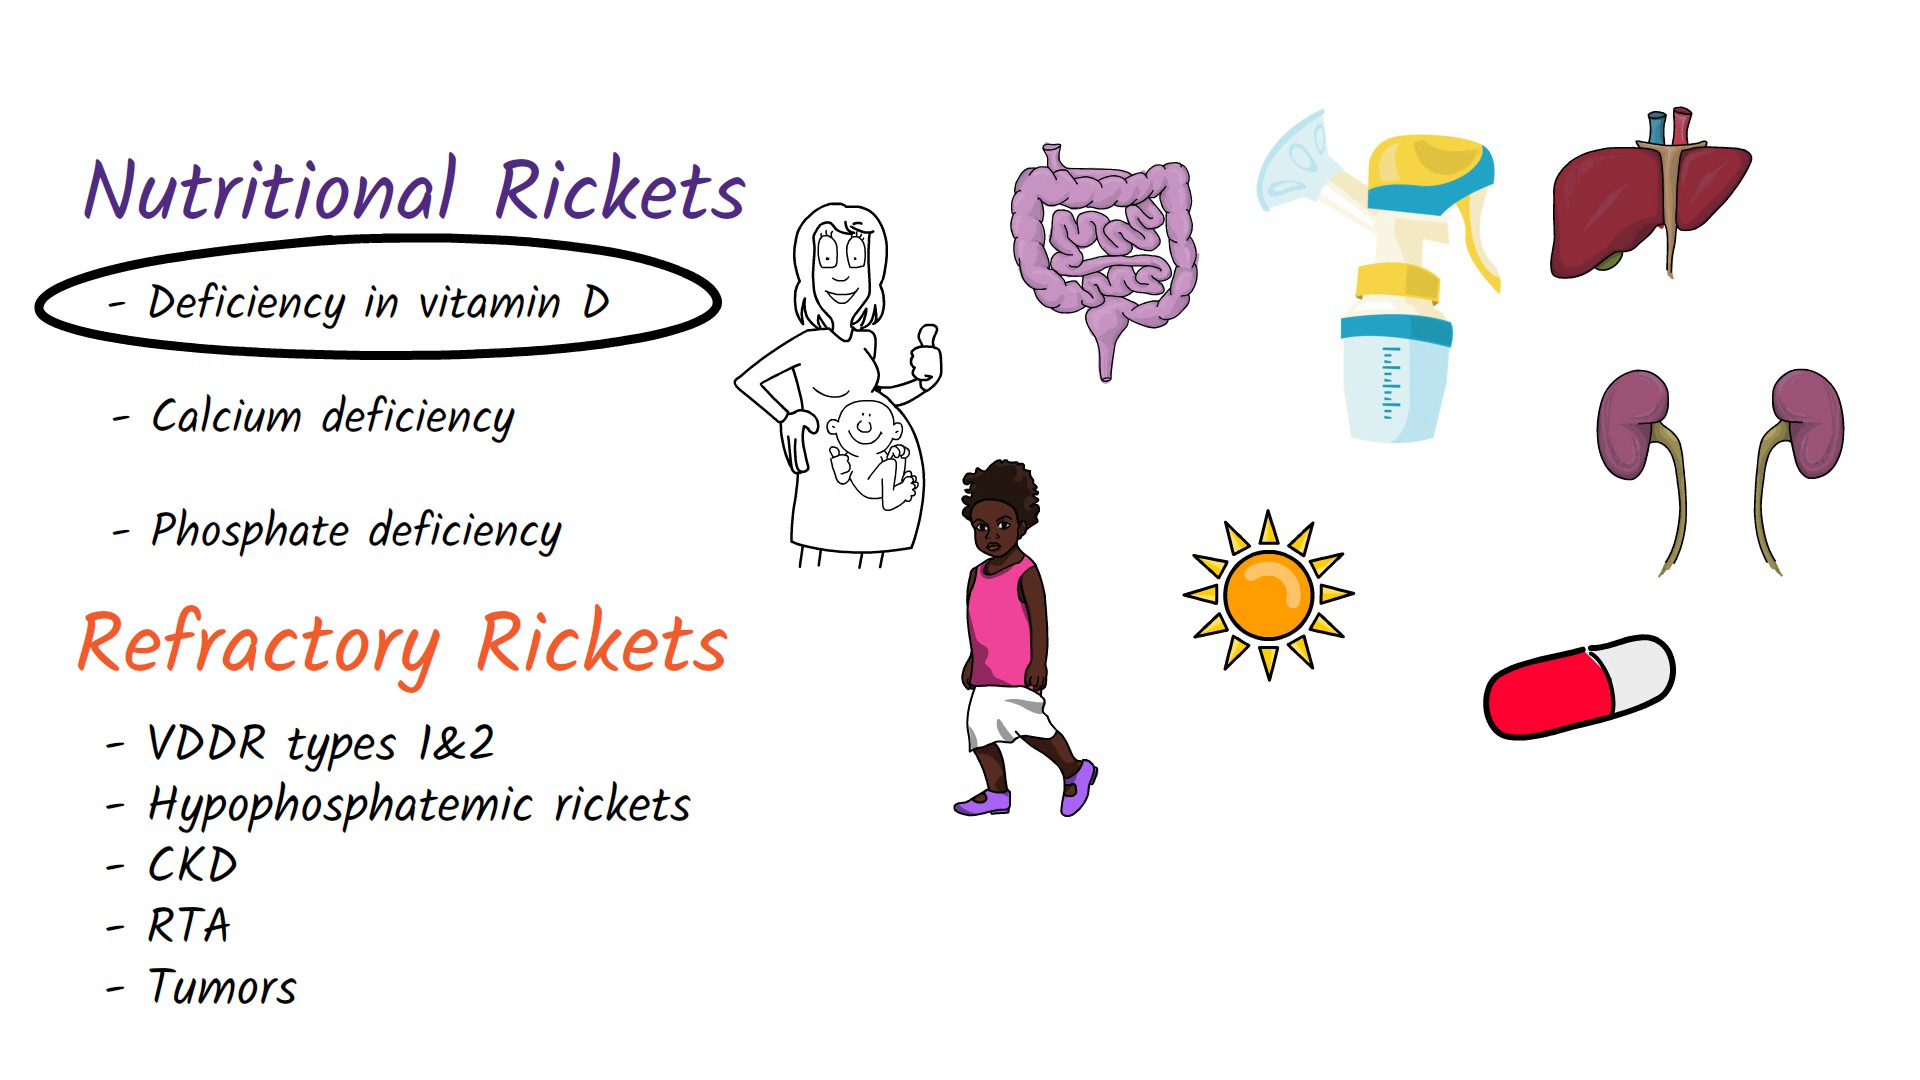 Nutritional Rickets
- Deficiency in vitamin D
- Calcium deficiency
- Phosphate deficiency
Refractory Rickets
- VDDR types 1&2
- Hypophosphatemic rickets
- CKD
- RTA
- Tumors